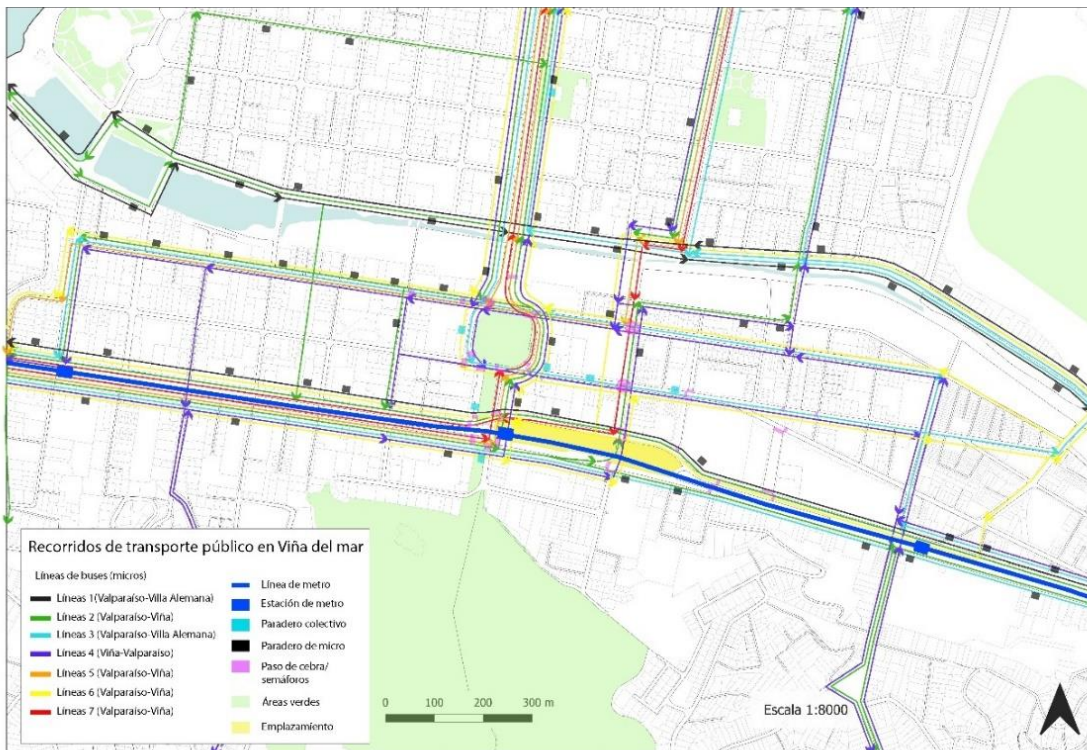 Recorridos de transporte público en Viña del mar
Líneas de buses (micros)
Líneas 1(Valparaíso-Villa Alemana)
Líneas 2 (Valparaíso-Viña)
Líneas 3 (Valparaíso-Villa Alemana)
Líneas 4 (Viña-Valparaíso)
Líneas 5 (Valparaíso-Viña)
Líneas 6 (Valparaíso-Viña)
Líneas 7 (Valparaíso-Viña)
Línea de metro
Estación de metro
Paradero colectivo
Paradero de micro
Paso de cebra/
semáforos
Áreas verdes
Emplazamiento
0 100 200 300 m
Escala 1:8000